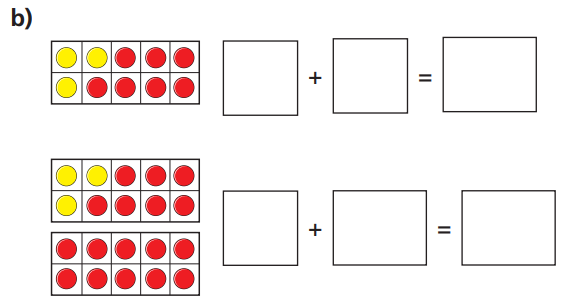 b)
+ =
+ =